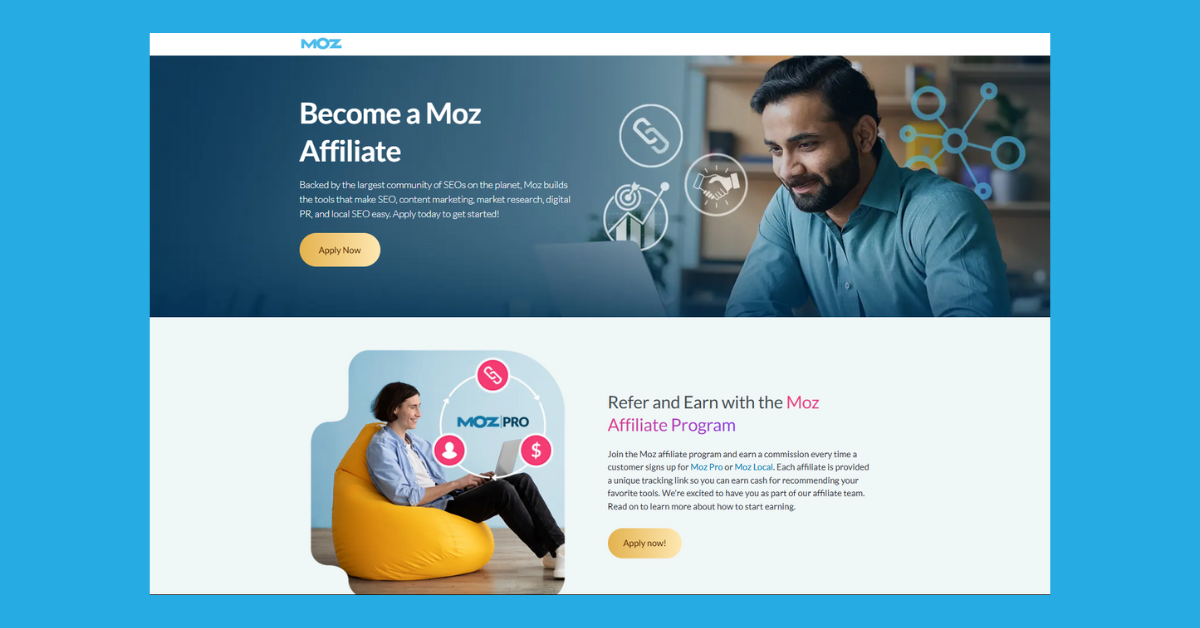 MOZ
Become a Moz
Affiliate
Backed by the largest community of SEOs on the planet, Moz builds
the tools that make SEO, content marketing, market research, digital
PR, and local SEO easy. Apply today to get started!
Apply Now
MOZ|PRO
$
Refer and Earn with the Moz
Affiliate Program
Join the Moz affiliate program and earn a commission every time a
customer signs up for Moz Pro or Moz Local. Each affiliate is provided
a unique tracking link so you can earn cash for recommending your
favorite tools. We're excited to have you as part of our affiliate team.
Read on to learn more about how to start earning.
Apply now!